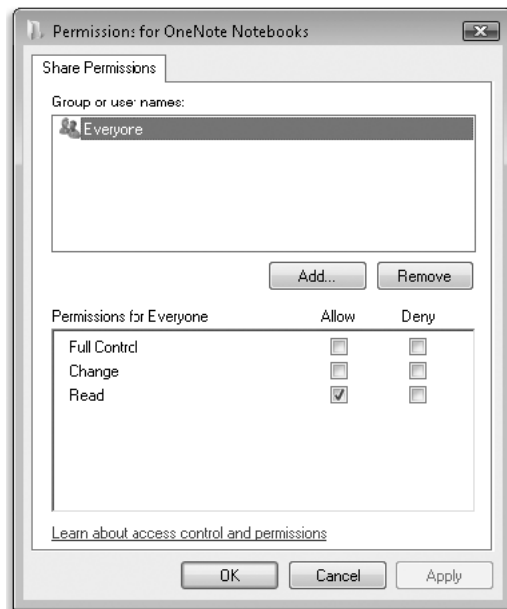 Permissions for OneNote Notebooks
Share Permissions
Group or user names:
Everyone
Add... Remove
Permissions for Everyone Allow Deny
Full Control
Change
Read
Learn about access control and permissions
OK Cancel Apply